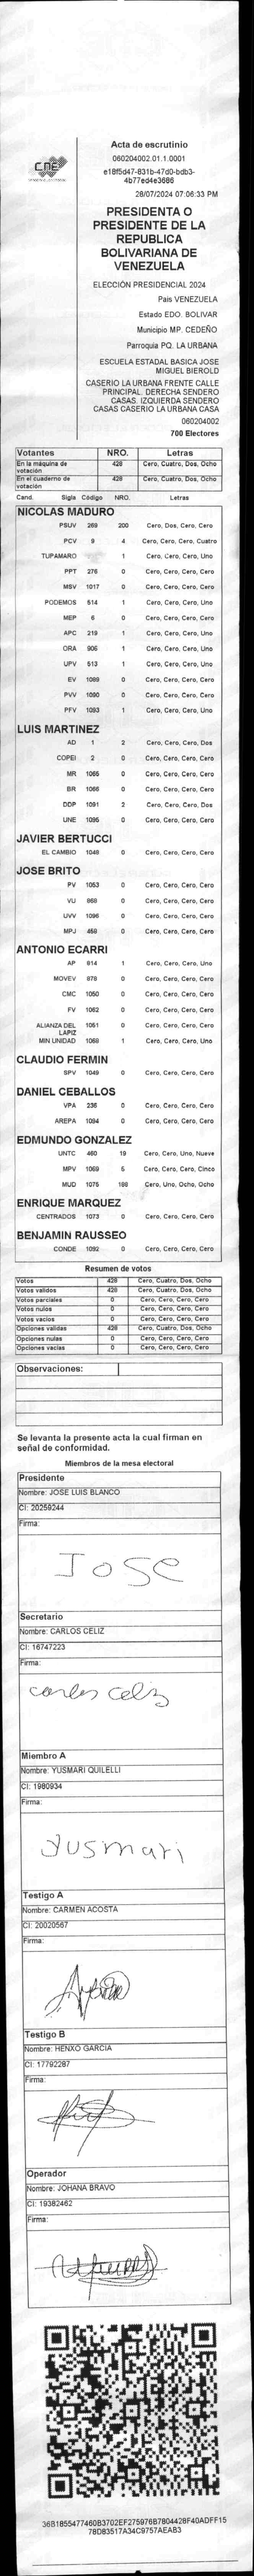 CNE
Acta de escrutinio
060204002.01.1.0001
e18f5d47-831b-47d0-bdb3-
4b77ed4e3686
28/07/2024 07:06:33 PM
PRESIDENTA O
PRESIDENTE DE LA
REPUBLICA
BOLIVARIANA DE
VENEZUELA
ELECCIÓN PRESIDENCIAL 2024
Pais VENEZUELA
Estado EDO. BOLIVAR
Municipio MP. CEDEÑO
Parroquia PQ. LA URBANA
ESCUELA ESTADAL BASICA JOSE
MIGUEL BIEROLD
CASERIO LA URBANA FRENTE CALLE
PRINCIPAL. DERECHA SENDERO
CASAS. IZQUIERDA SENDERO
CASAS CASERIO LA URBANA CASA
060204002
700 Electores
Votantes NRO. Letras
En la máquina de votación 428 Cero, Cuatro, Dos, Ocho
En el cuaderno de votación 428 Cero, Cuatro, Dos, Ocho
Cand. Sigla Código NRO. Letras
NICOLAS MADURO
PSUV 269 200 Cero, Dos, Cero, Cero
PCV 9 4 Cero, Cero, Cero, Cuatro
TUPAMARO 1 Cero, Cero, Cero, Uno
PPT 276 0 Cero, Cero, Cero, Cero
MSV 1017 0 Cero, Cero, Cero, Cero
PODEMOS 514 1 Cero, Cero, Cero, Uno
MEP 6 0 Cero, Cero, Cero, Cero
APC 219 1 Cero, Cero, Cero, Uno
ORA 906 1 Cero, Cero, Cero, Uno
UPV 513 1 Cero, Cero, Cero, Uno
EV 1089 0 Cero, Cero, Cero, Cero
PVV 1090 0 Cero, Cero, Cero, Cero
PFV 1093 1 Cero, Cero, Cero, Uno
LUIS MARTINEZ
AD 1 2 Cero, Cero, Cero, Dos
COPEI 2 0 Cero, Cero, Cero, Cero
MR 1065 0 Cero, Cero, Cero, Cero
BR 1066 0 Cero, Cero, Cero, Cero
DDP 1091 2 Cero, Cero, Cero, Dos
UNE 1095 0 Cero, Cero, Cero, Cero
JAVIER BERTUCCI
EL CAMBIO 1048 0 Cero, Cero, Cero, Cero
JOSE BRITO
PV 1053 0 Cero, Cero, Cero, Cero
VU 868 0 Cero, Cero, Cero, Cero
UVV 1096 0 Cero, Cero, Cero, Cero
MPJ 458 0 Cero, Cero, Cero, Cero
ANTONIO ECARRI
AP 914 1 Cero, Cero, Cero, Uno
MOVEV 878 0 Cero, Cero, Cero, Cero
CMC 1050 0 Cero, Cero, Cero, Cero
FV 1062 0 Cero, Cero, Cero, Cero
ALIANZA DEL LAPIZ 1051 0 Cero, Cero, Cero, Cero
MIN UNIDAD 1068 1 Cero, Cero, Cero, Uno
CLAUDIO FERMIN
SPV 1049 0 Cero, Cero, Cero, Cero
DANIEL CEBALLOS
VPA 236 0 Cero, Cero, Cero, Cero
AREPA 1094 0 Cero, Cero, Cero, Cero
EDMUNDO GONZALEZ
UNTC 460 19 Cero, Cero, Uno, Nueve
MPV 1069 5 Cero, Cero, Cero, Cinco
MUD 1075 188 Cero, Uno, Ocho, Ocho
ENRIQUE MARQUEZ
CENTRADOS 1073 0 Cero, Cero, Cero, Cero
BENJAMIN RAUSSEO
CONDE 1092 0 Cero, Cero, Cero, Cero
Resumen de votos
Votos 428 Cero, Cuatro, Dos, Ocho
Votos validos 428 Cero, Cuatro, Dos, Ocho
Votos parciales 0 Cero, Cero, Cero, Cero
Votos nulos 0 Cero, Cero, Cero, Cero
Votos vacios 0 Cero, Cero, Cero, Cero
Opciones validas 428 Cero, Cuatro, Dos, Ocho
Opciones nulas 0 Cero, Cero, Cero, Cero
Opciones vacias 0 Cero, Cero, Cero, Cero
Observaciones:
Se levanta la presente acta la cual firman en
señal de conformidad.
Miembros de la mesa electoral
Presidente
Nombre: JOSE LUIS BLANCO
CI: 20259244
Firma:
Jose
Secretario
Nombre: CARLOS CELIZ
CI: 16747223
Firma:
carlos celiz
Miembro A
Nombre: YUSMARI QUILELLI
CI: 1980934
Firma:
Yusmari
Testigo A
Nombre: CARMEN ACOSTA
CI: 20020567
Firma:
Testigo B
Nombre: HENXO GARCIA
CI: 17792287
Firma:
Operador
Nombre: JOHANA BRAVO
CI: 19382462
Firma:
36B1855477460B3702EF275976B7804428F40ADFF15
78D83517A34C9757AEAB3